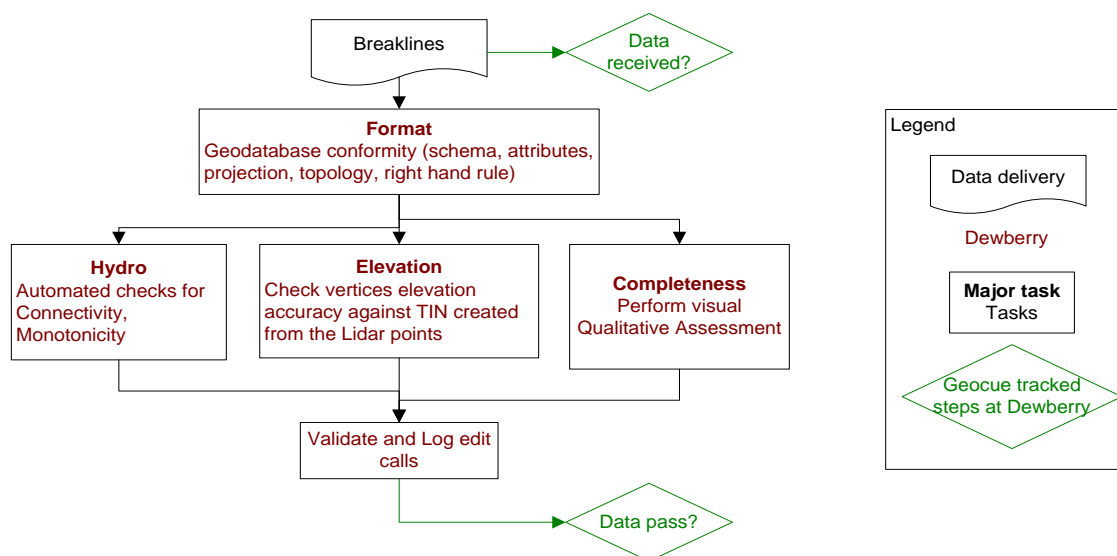 Breaklines
Data
received?
Format
Geodatabase conformity (schema, attributes,
projection, topology, right hand rule)
Hydro
Automated checks for
Connectivity,
Monotonicity
Elevation
Check vertices elevation
accuracy against TIN created
from the Lidar points
Completeness
Perform visual
Qualitative Assessment
Validate and Log edit
calls
Data pass?
Legend
Data delivery
Dewberry
Major task
Tasks
Geocue tracked
steps at Dewberry